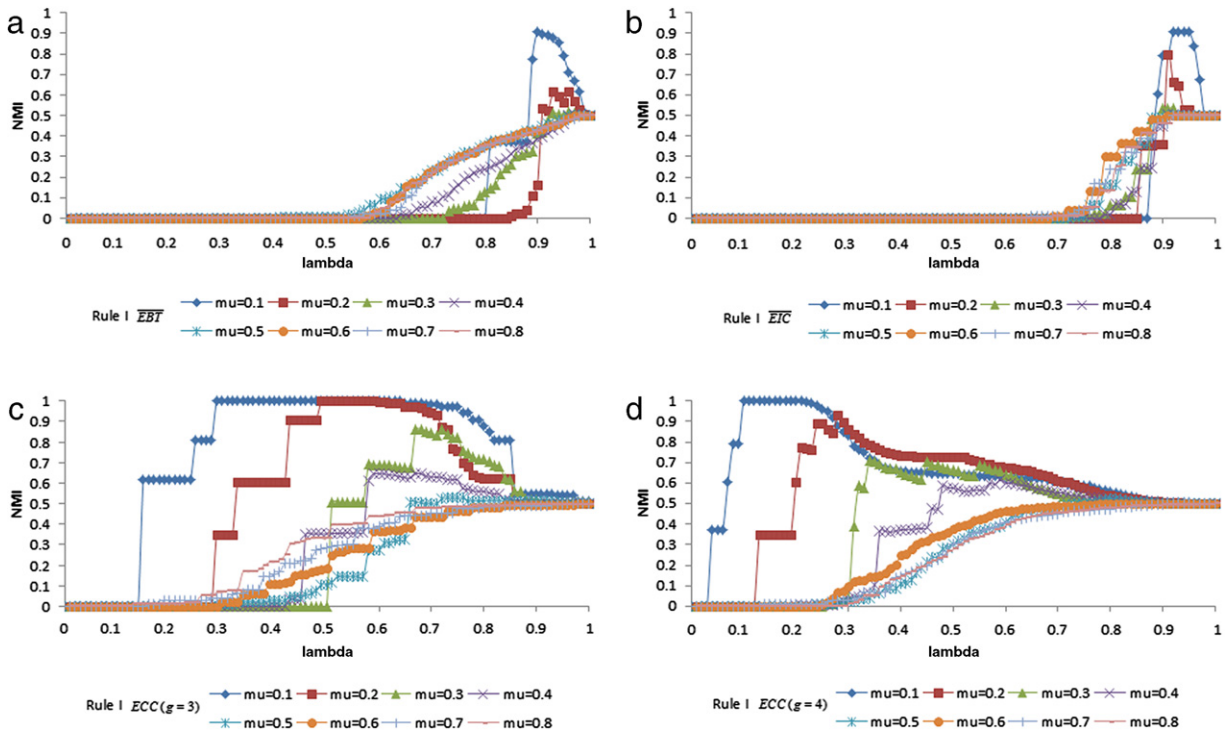 a
1
0.9
0.8
0.7
0.6
0.5
0.4
0.3
0.2
0.1
0
NMI
0 0.1 0.2 0.3 0.4 0.5 0.6 0.7 0.8 0.9 1
lambda
Rule I EBT
mu=0.1 mu=0.2 mu=0.3 mu=0.4
mu=0.5 mu=0.6 mu=0.7 mu=0.8
b
1
0.9
0.8
0.7
0.6
0.5
0.4
0.3
0.2
0.1
0
NMI
0 0.1 0.2 0.3 0.4 0.5 0.6 0.7 0.8 0.9 1
lambda
Rule I EIC
mu=0.1 mu=0.2 mu=0.3 mu=0.4
mu=0.5 mu=0.6 mu=0.7 mu=0.8
c
1
0.9
0.8
0.7
0.6
0.5
0.4
0.3
0.2
0.1
0
NMI
0 0.1 0.2 0.3 0.4 0.5 0.6 0.7 0.8 0.9 1
lambda
Rule I ECC(g=3)
mu=0.1 mu=0.2 mu=0.3 mu=0.4
mu=0.5 mu=0.6 mu=0.7 mu=0.8
d
1
0.9
0.8
0.7
0.6
0.5
0.4
0.3
0.2
0.1
0
NMI
0 0.1 0.2 0.3 0.4 0.5 0.6 0.7 0.8 0.9 1
lambda
Rule I ECC(g=4)
mu=0.1 mu=0.2 mu=0.3 mu=0.4
mu=0.5 mu=0.6 mu=0.7 mu=0.8